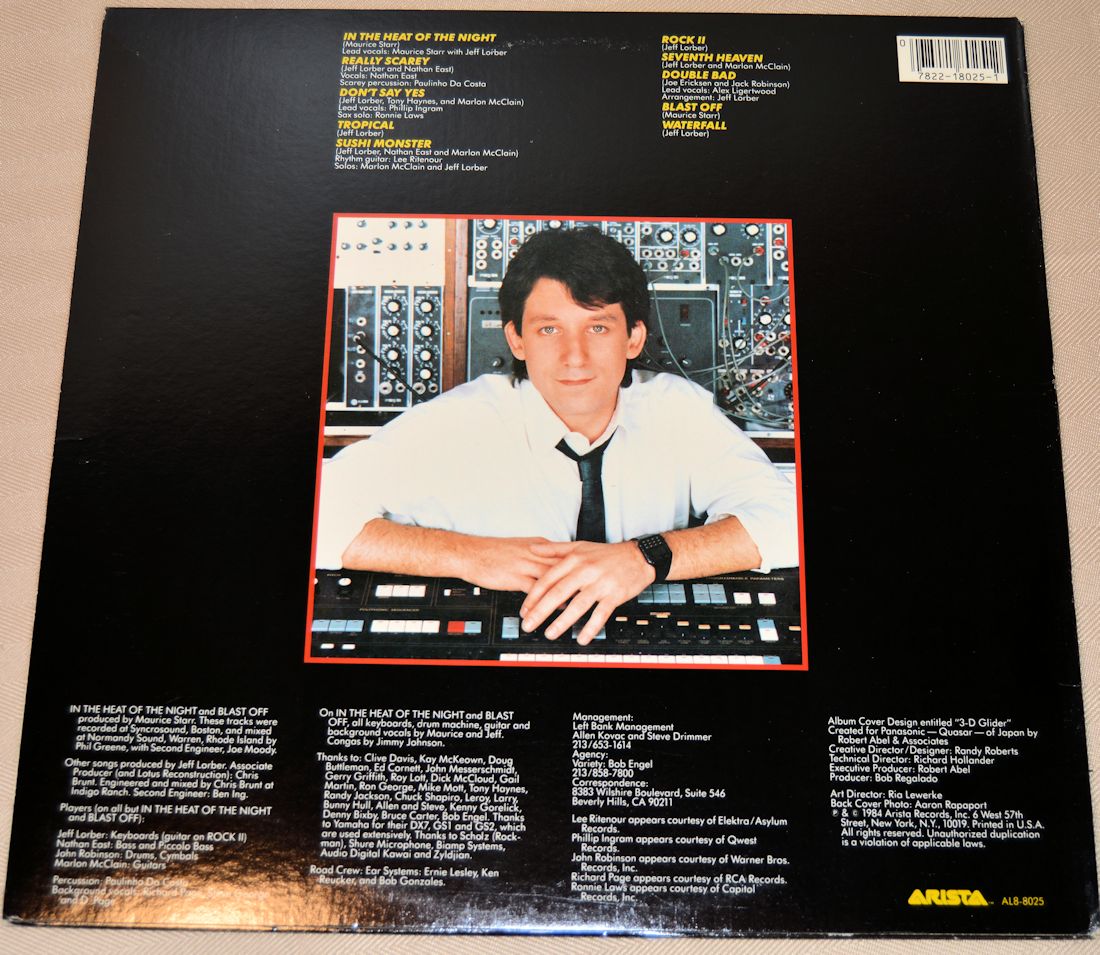 IN THE HEAT OF THE NIGHT
(Maurice Starr)
Lead vocals: Maurice Starr with Jeff Lorber
REALLY SCAREY
(Jeff Lorber and Nathan East)
Vocals: Nathan East
Scarey percussion: Paulinho Da Costa
DON'T SAY YES
(Jeff Lorber, Tony Haynes, and Marlon McClain)
Lead vocals: Phillip Ingram
Sax solo: Ronnie Laws
TROPICAL
(Jeff Lorber)
SUSHI MONSTER
(Jeff Lorber, Nathan East and Marlon McClain)
Rhythm guitar: Lee Ritenour
Solos: Marlon McClain and Jeff Lorber
ROCK II
(Jeff Lorber)
SEVENTH HEAVEN
(Jeff Lorber and Marlon McClain)
DOUBLE BAD
(Joe Ericksen and Jack Robinson)
Lead vocals: Alex Ligertwood
Arrangement: Jeff Lorber
BLAST OFF
(Maurice Starr)
WATERFALL
(Jeff Lorber)
0
7822-18025-1
POLYPHONIC SEQUENCER
PROGRAMMABLE PARAMETERS
IN THE HEAT OF THE NIGHT and BLAST OFF
produced by Maurice Starr. These tracks were
recorded at Syncrosound, Boston, and mixed
at Normandy Sound, Warren, Rhode Island by
Phil Greene, with Second Engineer, Joe Moody.
Other songs produced by Jeff Lorber. Associate
Producer (and Lotus Reconstruction): Chris
Brunt. Engineered and mixed by Chris Brunt at
Indigo Ranch. Second Engineer: Ben Ing.
Players (on all but IN THE HEAT OF THE NIGHT
and BLAST OFF):
Jeff Lorber: Keyboards (guitar on ROCK II)
Nathan East: Bass and Piccolo Bass
John Robinson: Drums, Cymbals
Marlon McClain: Guitars
Percussion: Paulinho Da Costa
Background vocals: Richard Page,
and D. Page
On IN THE HEAT OF THE NIGHT and BLAST
OFF, all keyboards, drum machine, guitar and
background vocals by Maurice and Jeff.
Congas by Jimmy Johnson.
Thanks to: Clive Davis, Kay McKeown, Doug
Buttleman, Ed Cornett, John Messerschmidt,
Gerry Griffith, Roy Lott, Dick McCloud, Gail
Martin, Ron George, Mike Mott, Tony Haynes,
Randy Jackson, Chuck Shapiro, Leroy, Larry,
Bunny Hull, Allen and Steve, Kenny Gorelick,
Denny Bixby, Bruce Carter, Bob Engel. Thanks
to Yamaha for their DX7, GS1 and GS2, which
are used extensively. Thanks to Scholz (Rock-
man), Shure Microphone, Biamp Systems,
Audio Digital Kawai and Zyldjian.
Road Crew: Ear Systems: Ernie Lesley, Ken
Reucker, and Bob Gonzales.
Management:
Left Bank Management
Allen Kovac and Steve Drimmer
213/653-1614
Agency:
Variety: Bob Engel
213/858-7800
Correspondence:
8383 Wilshire Boulevard, Suite 546
Beverly Hills, CA 90211
Lee Ritenour appears courtesy of Elektra/Asylum
Records.
Phillip Ingram appears courtesy of Qwest
Records.
John Robinson appears courtesy of Warner Bros.
Records, Inc.
Richard Page appears courtesy of RCA Records.
Ronnie Laws appears courtesy of Capitol
Records, Inc.
Album Cover Design entitled "3-D Glider"
Created for Panasonic — Quasar — of Japan by
Robert Abel & Associates
Creative Director/Designer: Randy Roberts
Technical Director: Richard Hollander
Executive Producer: Robert Abel
Producer: Bob Regalado
Art Director: Ria Lewerke
Back Cover Photo: Aaron Rapaport
℗ & © 1984 Arista Records, Inc. 6 West 57th
Street, New York, N.Y. 10019. Printed in U.S.A.
All rights reserved. Unauthorized duplication
is a violation of applicable laws.
ARISTA™ AL8-8025